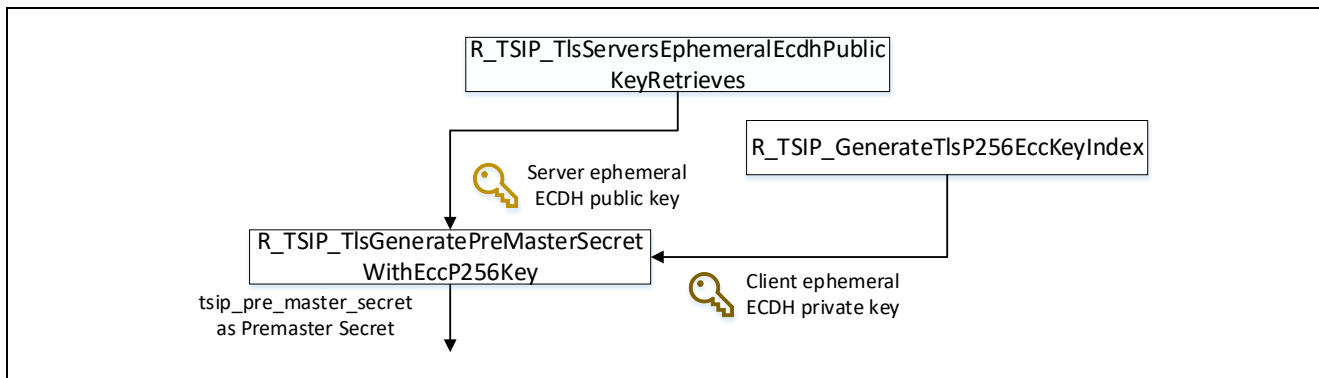 R_TSIP_TlsServersEphemeralEcdhPublic
KeyRetrieves
R_TSIP_GenerateTlsP256EccKeyIndex
Server ephemeral
ECDH public key
R_TSIP_TlsGeneratePreMasterSecret
WithEccP256Key
Client ephemeral
ECDH private key
tsip_pre_master_secret
as Premaster Secret